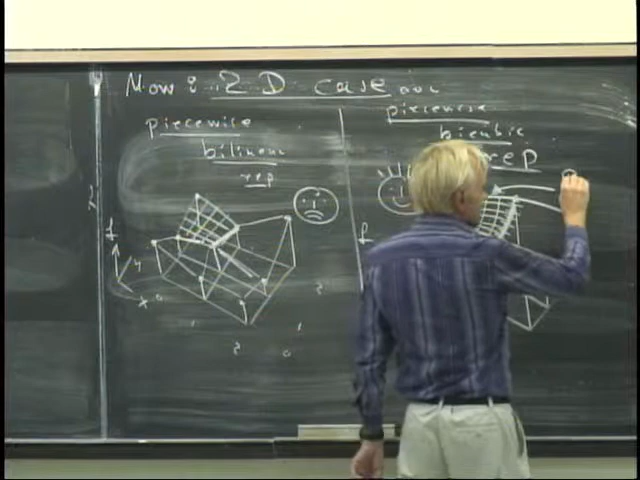 Now: 2D case...
piecewise
bilinear
rep
piecewise
bicubic
rep
f
y
x
f